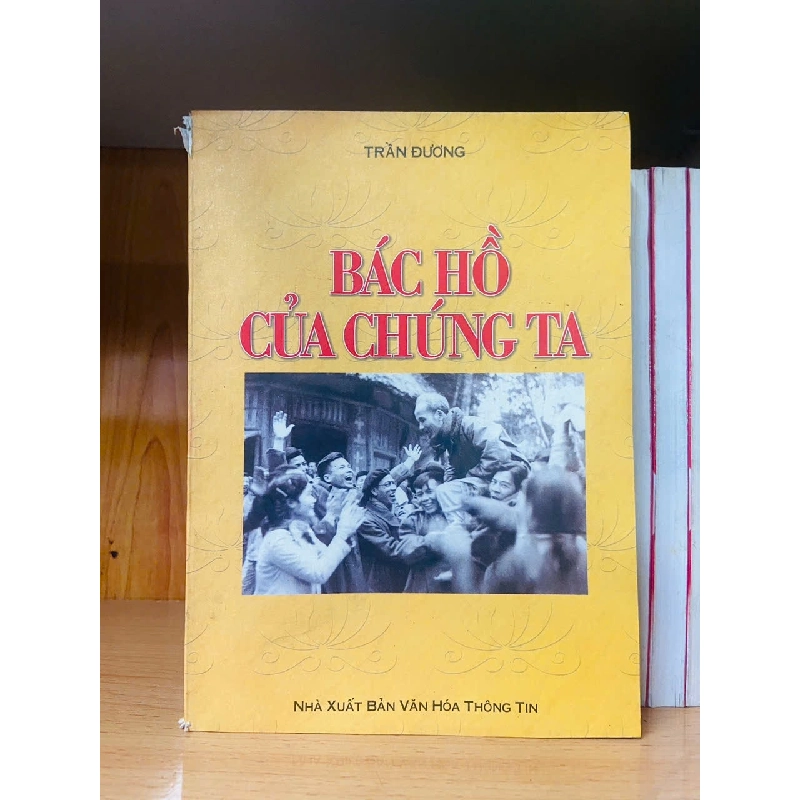 TRẦN ĐƯƠNG
BÁC HỒ
CỦA CHÚNG TA
NHÀ XUẤT BẢN VĂN HÓA THÔNG TIN